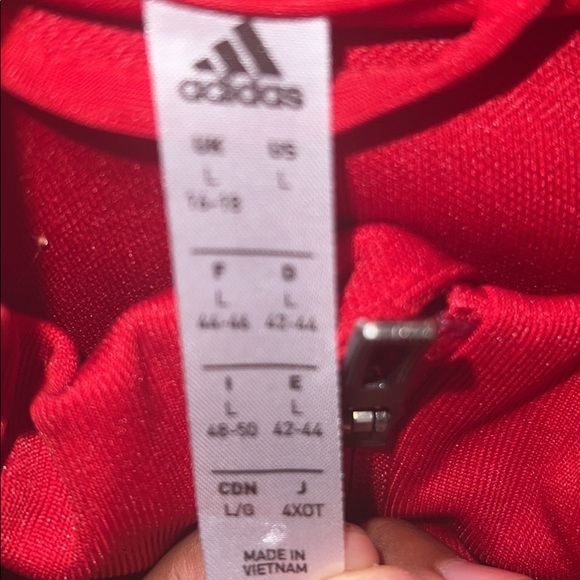 adidas
UK US
L L
16-18
F D
L L
44-46 42-44
I E
L L
48-50 42-44
CDN J
L/G 4XOT
MADE IN
VIETNAM